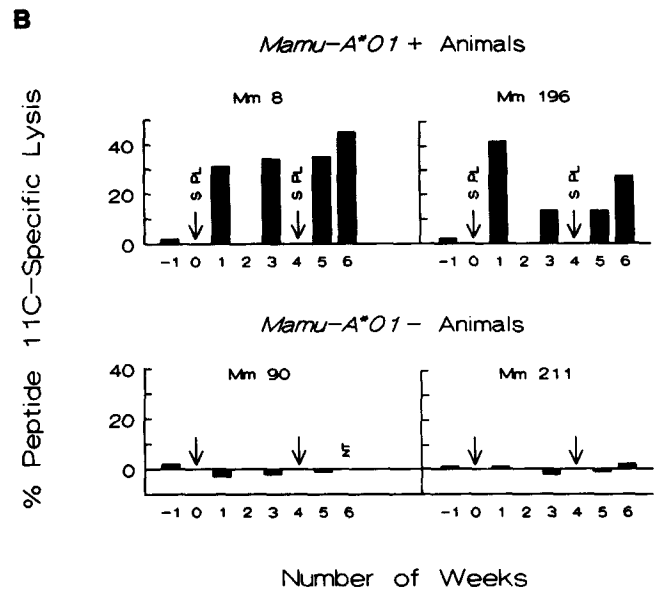 B
Mamu-A*01 + Animals
Mm 8
Mm 196
% Peptide 11C-Specific Lysis
40
20
0
S PL
S PL
S PL
S PL
-1 0 1 2 3 4 5 6
-1 0 1 2 3 4 5 6
Mamu-A*01 - Animals
Mm 90
Mm 211
40
20
0
NT
-1 0 1 2 3 4 5 6
-1 0 1 2 3 4 5 6
Number of Weeks